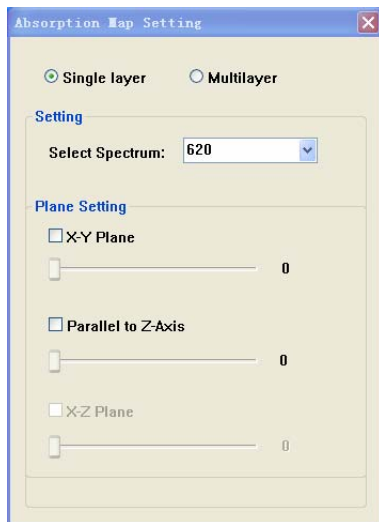 Absorption Map Setting
Single layer Multilayer
Setting
Select Spectrum: 620
Plane Setting
X-Y Plane
0
Parallel to Z-Axis
0
X-Z Plane
0